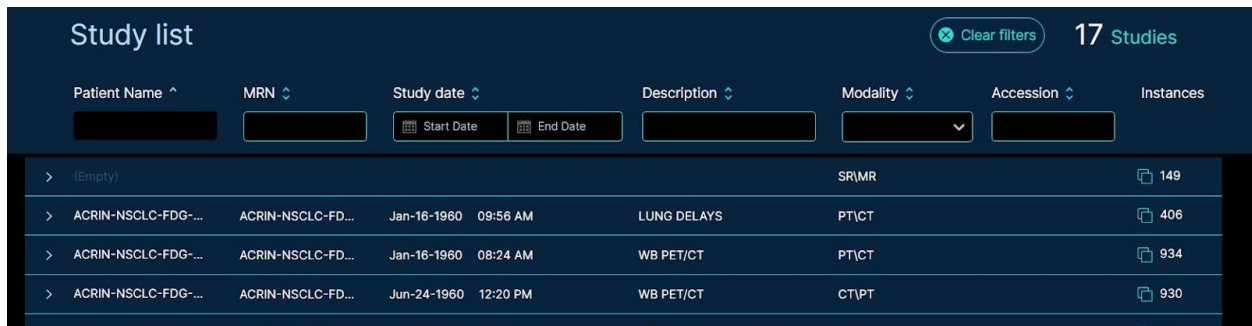 Study list Clear filters 17 Studies
Patient Name MRN Study date Description Modality Accession Instances
Start Date End Date
(Empty) SR\MR 149
ACRIN-NSCLC-FDG-... ACRIN-NSCLC-FD... Jan-16-1960 09:56 AM LUNG DELAYS PT\CT 406
ACRIN-NSCLC-FDG-... ACRIN-NSCLC-FD... Jan-16-1960 08:24 AM WB PET/CT PT\CT 934
ACRIN-NSCLC-FDG-... ACRIN-NSCLC-FD... Jun-24-1960 12:20 PM WB PET/CT CT\PT 930